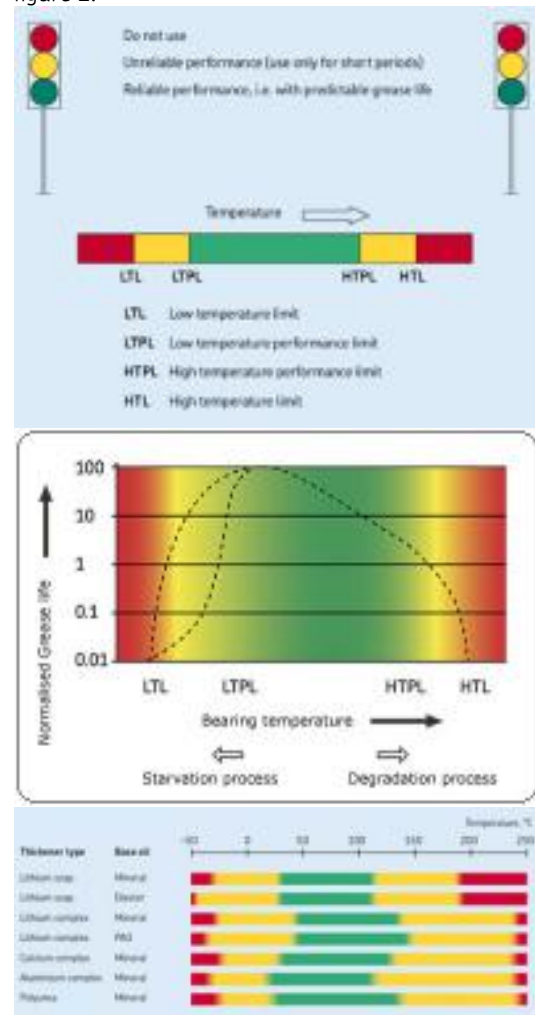 figure 2.
Do not use
Unreliable performance (use only for short periods)
Reliable performance, i.e. with predictable grease life
Temperature
LTL LTPL HTPL HTL
LTL Low temperature limit
LTPL Low temperature performance limit
HTPL High temperature performance limit
HTL High temperature limit
100
10
1
0.1
0.01
Normalised Grease life
LTL LTPL HTPL HTL
Bearing temperature
Starvation process Degradation process
Temperature, °C
Thickener type Base oil -50 0 50 100 150 200 250
Lithium soap Mineral
Lithium soap Diester
Lithium complex Mineral
Lithium complex PAO
Calcium complex Mineral
Aluminium complex Mineral
Polyurea Mineral